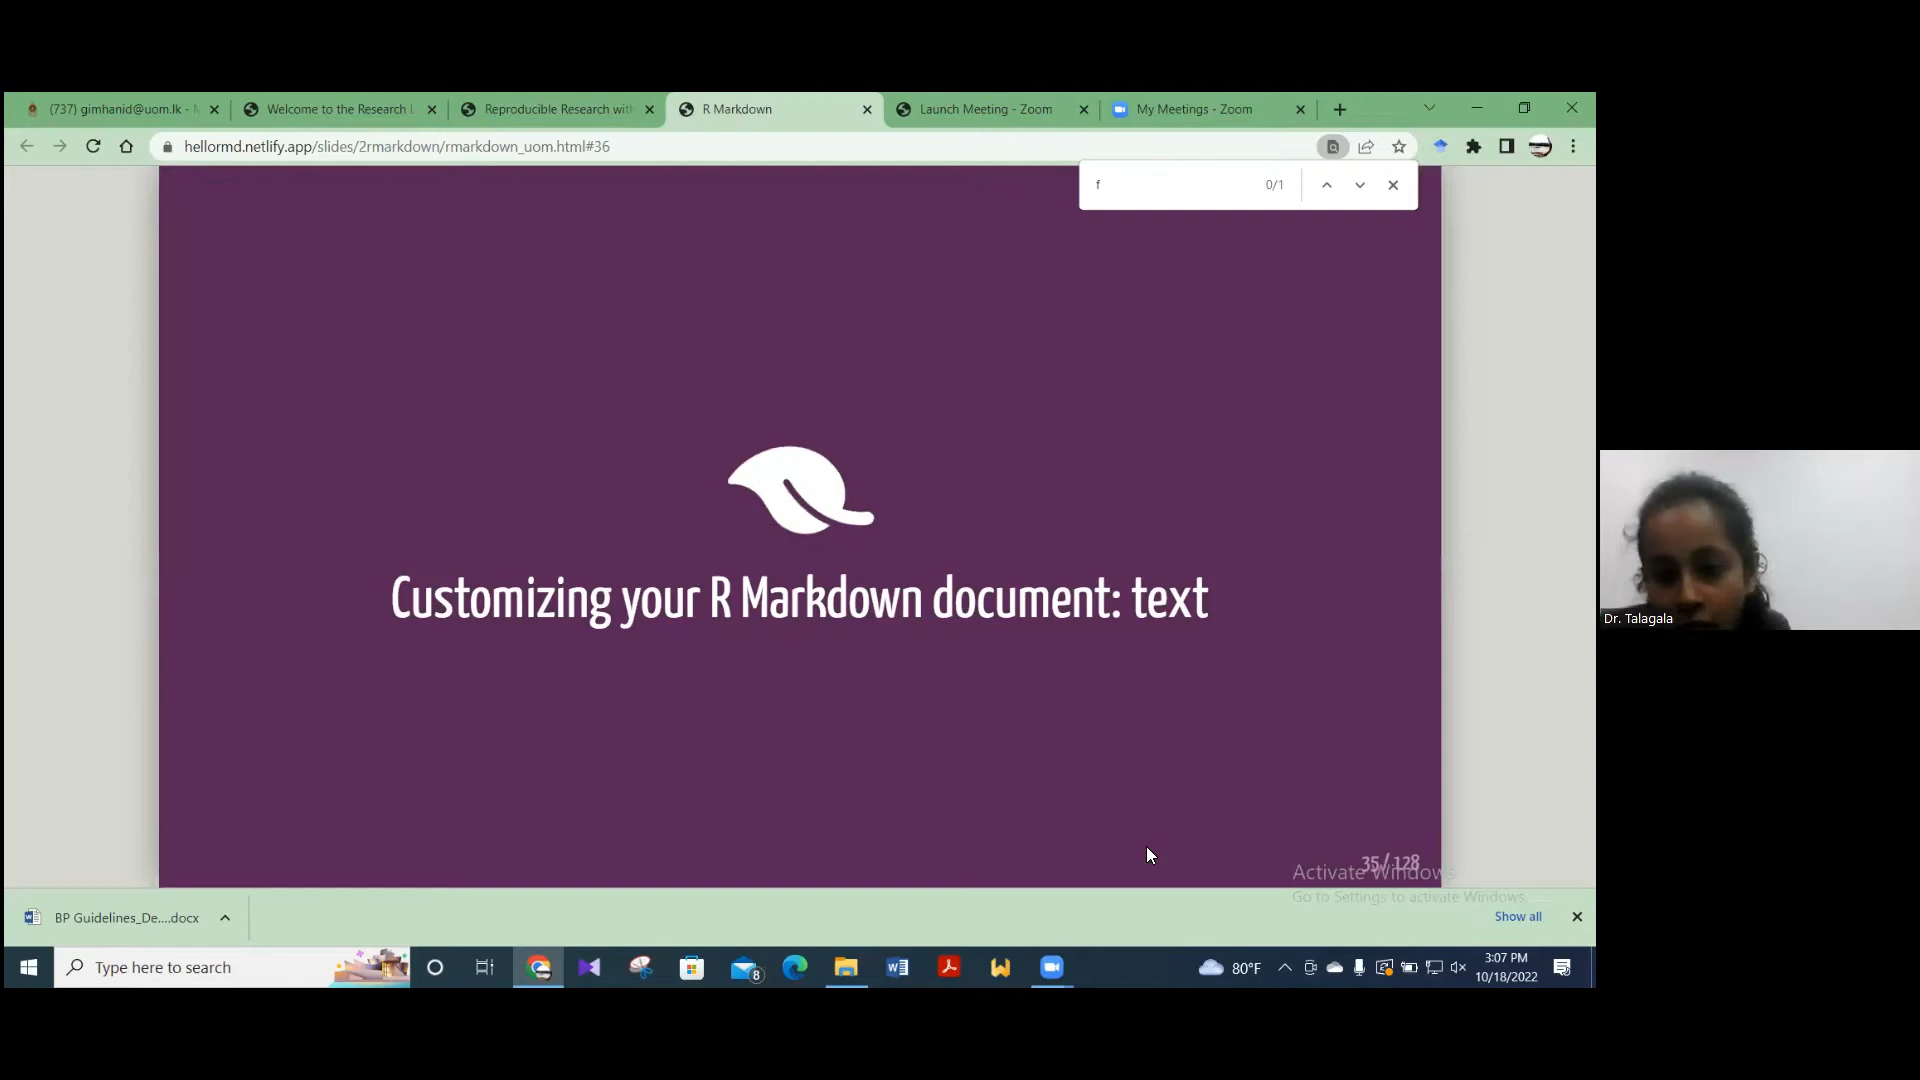 (737) gimhanid@uom.lk -
Welcome to the Research
Reproducible Research with
R Markdown
Launch Meeting - Zoom
My Meetings - Zoom
hellormd.netlify.app/slides/2rmarkdown/rmarkdown_uom.html#36
f
0/1
Customizing your R Markdown document: text
Dr. Talagala
35/128
Activate Windows
Go to Settings to activate Windows.
BP Guidelines_De....docx
Show all
Type here to search
8
80°F
3:07 PM
10/18/2022